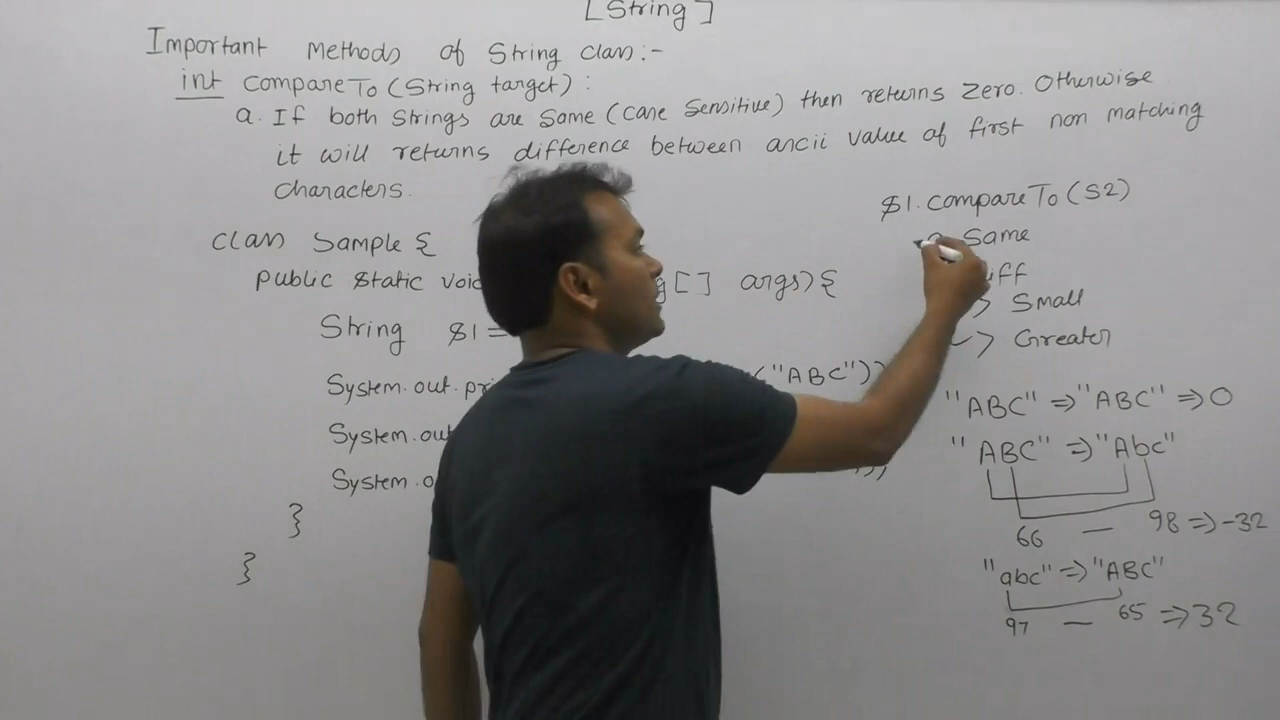 [String]
Important Methods of String Class:-
int compareTo(String target):
a. If both Strings are Same (Case Sensitive) then returns Zero. Otherwise
it will returns difference between ascii value of first non matching
Characters.
Class Sample {
public static void [] args) {
String S1 =
System.out.pr ("ABC"))
System.out
System.o ));
}
}
S1.compareTo(S2)
Same
iff
> Small
> Greater
"ABC" => "ABC" => 0
"ABC" => "Abc"
66 — 98 => -32
"abc" => "ABC"
97 — 65 => 32